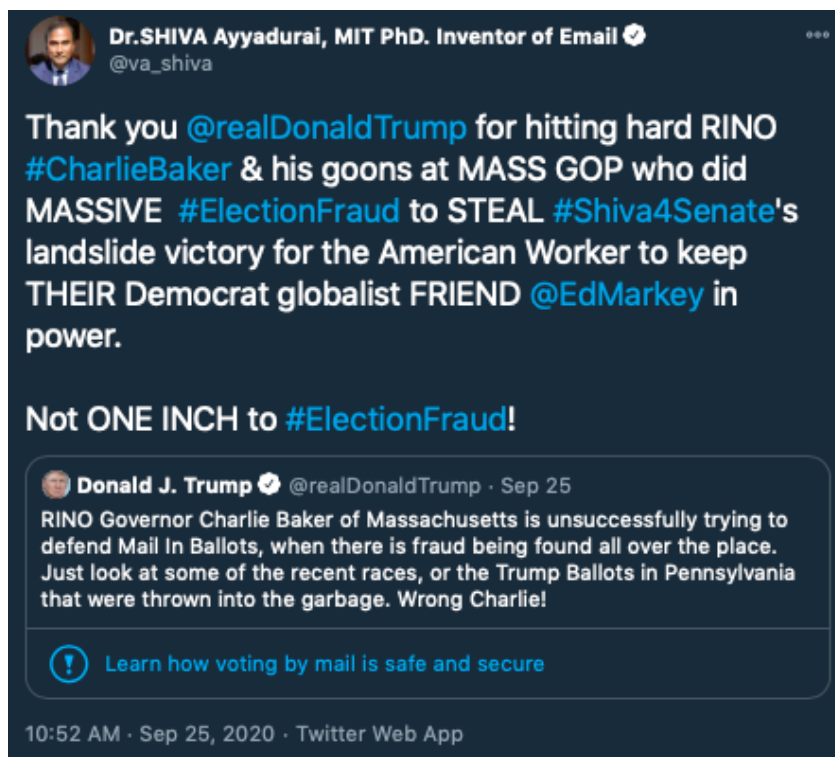 Dr.SHIVA Ayyadurai, MIT PhD. Inventor of Email
@va_shiva
Thank you @realDonaldTrump for hitting hard RINO
#CharlieBaker & his goons at MASS GOP who did
MASSIVE #ElectionFraud to STEAL #Shiva4Senate's
landslide victory for the American Worker to keep
THEIR Democrat globalist FRIEND @EdMarkey in
power.
Not ONE INCH to #ElectionFraud!
Donald J. Trump @realDonaldTrump · Sep 25
RINO Governor Charlie Baker of Massachusetts is unsuccessfully trying to
defend Mail In Ballots, when there is fraud being found all over the place.
Just look at some of the recent races, or the Trump Ballots in Pennsylvania
that were thrown into the garbage. Wrong Charlie!
Learn how voting by mail is safe and secure
10:52 AM · Sep 25, 2020 · Twitter Web App